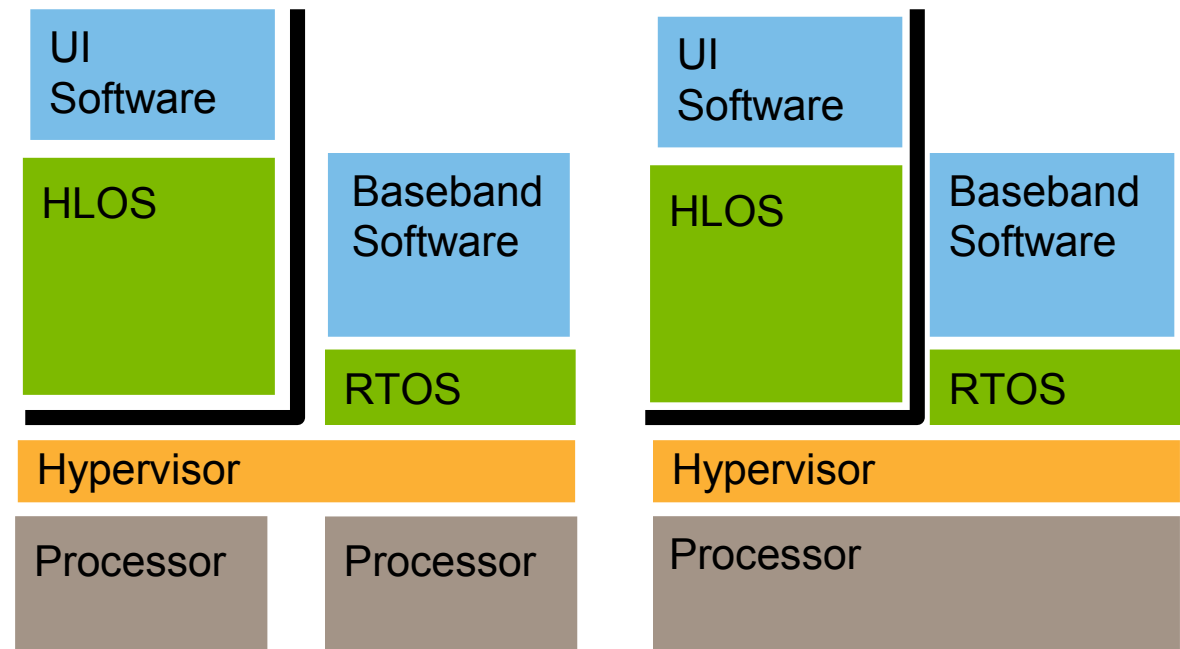 UI
Software
HLOS
Baseband
Software
RTOS
Hypervisor
Processor
Processor
UI
Software
HLOS
Baseband
Software
RTOS
Hypervisor
Processor